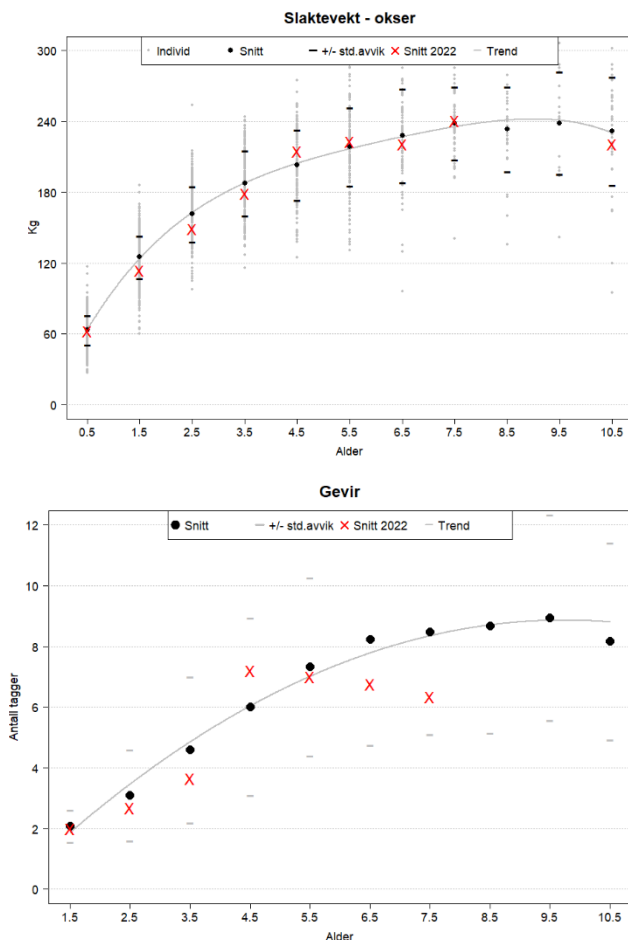 Slaktevekt - okser
Individ Snitt +/- std.avvik Snitt 2022 Trend
300
240
180
120
60
0
Kg
0.5 1.5 2.5 3.5 4.5 5.5 6.5 7.5 8.5 9.5 10.5
Alder
Gevir
Snitt +/- std.avvik Snitt 2022 Trend
12
10
8
6
4
2
0
Antall tagger
1.5 2.5 3.5 4.5 5.5 6.5 7.5 8.5 9.5 10.5
Alder